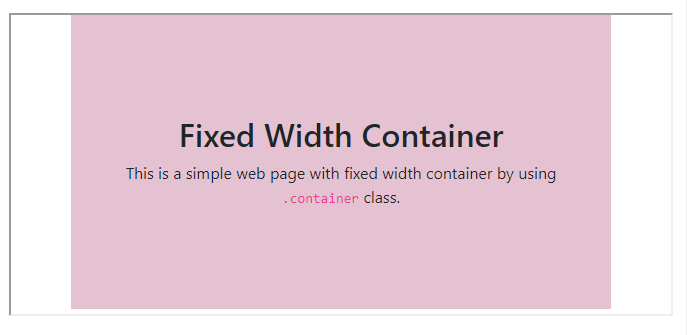 Fixed Width Container
This is a simple web page with fixed width container by using
.container class.